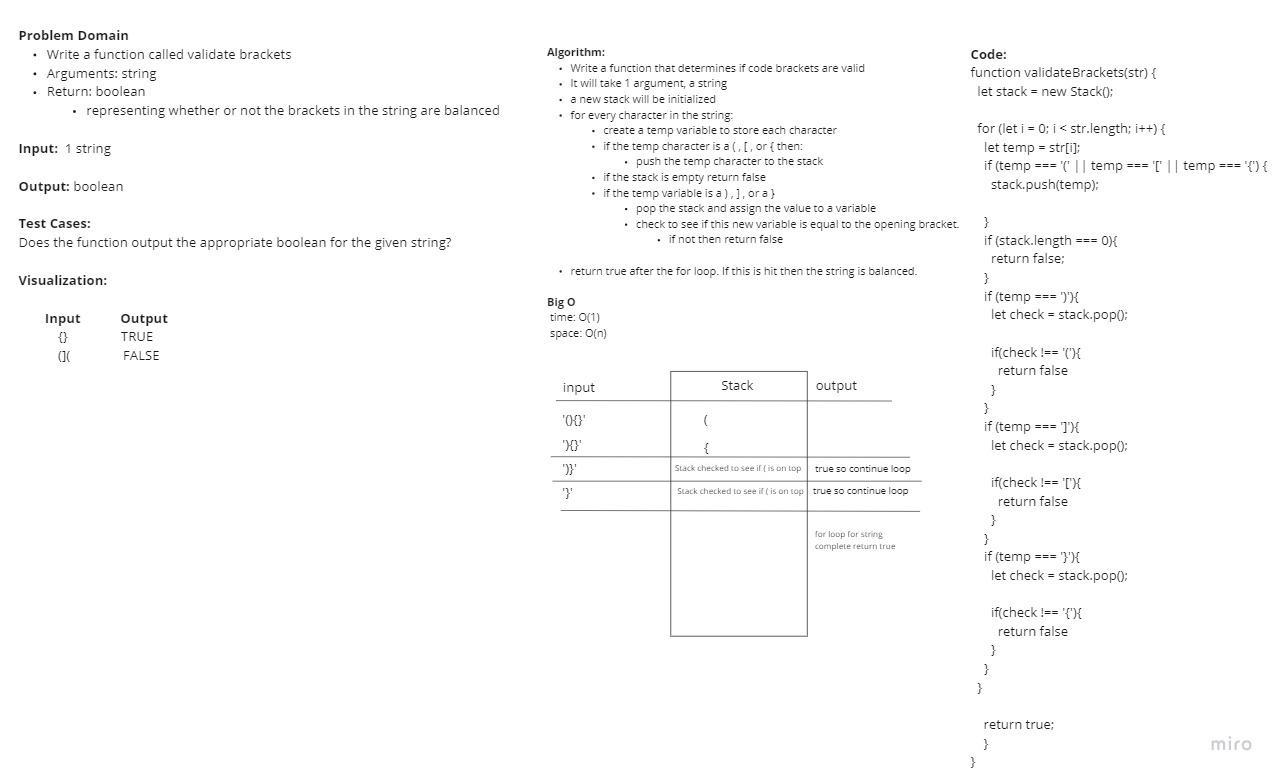 Problem Domain
• Write a function called validate brackets
• Arguments: string
• Return: boolean
• representing whether or not the brackets in the string are balanced
Input: 1 string
Output: boolean
Test Cases:
Does the function output the appropriate boolean for the given string?
Visualization:
Input Output
{} TRUE
(]( FALSE
Algorithm:
• Write a function that determines if code brackets are valid
• It will take 1 argument, a string
• a new stack will be initialized
• for every character in the string:
• create a temp variable to store each character
• if the temp character is a ( , [ , or { then:
• push the temp character to the stack
• if the stack is empty return false
• if the temp variable is a ) , ] , or a }
• pop the stack and assign the value to a variable
• check to see if this new variable is equal to the opening bracket.
• if not then return false
• return true after the for loop. If this is hit then the string is balanced.
Big O
time: O(1)
space: O(n)
input Stack output
'(){}' (
'){}' {
')}' Stack checked to see if ( is on top true so continue loop
'}' Stack checked to see if ( is on top true so continue loop
for loop for string
complete return true
Code:
function validateBrackets(str) {
let stack = new Stack();
for (let i = 0; i < str.length; i++) {
let temp = str[i];
if (temp === '(' || temp === '[' || temp === '{') {
stack.push(temp);
}
if (stack.length === 0){
return false;
}
if (temp === ')'){
let check = stack.pop();
if(check !== '('){
return false
}
}
if (temp === ']'){
let check = stack.pop();
if(check !== '['){
return false
}
}
if (temp === '}'){
let check = stack.pop();
if(check !== '{'){
return false
}
}
}
return true;
}
}
miro